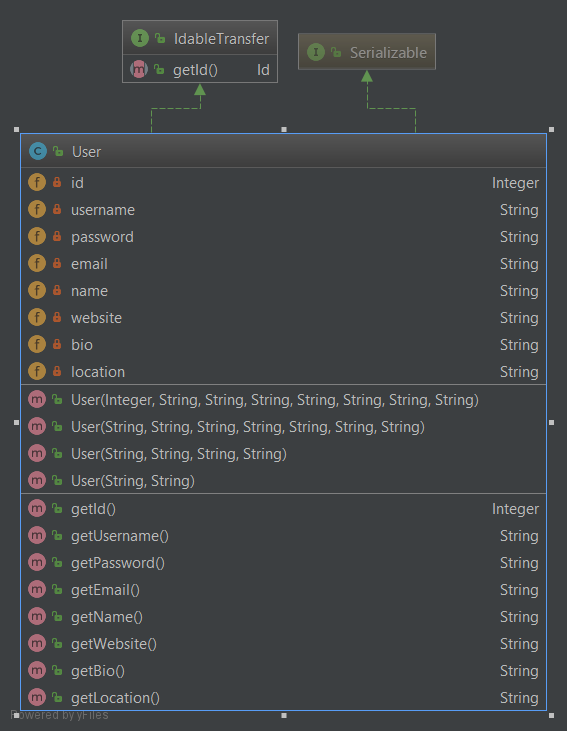 I IdableTransfer
m getId() Id
I Serializable
C User
f id Integer
f username String
f password String
f email String
f name String
f website String
f bio String
f location String
m User(Integer, String, String, String, String, String, String, String)
m User(String, String, String, String, String, String, String)
m User(String, String, String, String)
m User(String, String)
m getId() Integer
m getUsername() String
m getPassword() String
m getEmail() String
m getName() String
m getWebsite() String
m getBio() String
m getLocation() String
Powered by yFiles